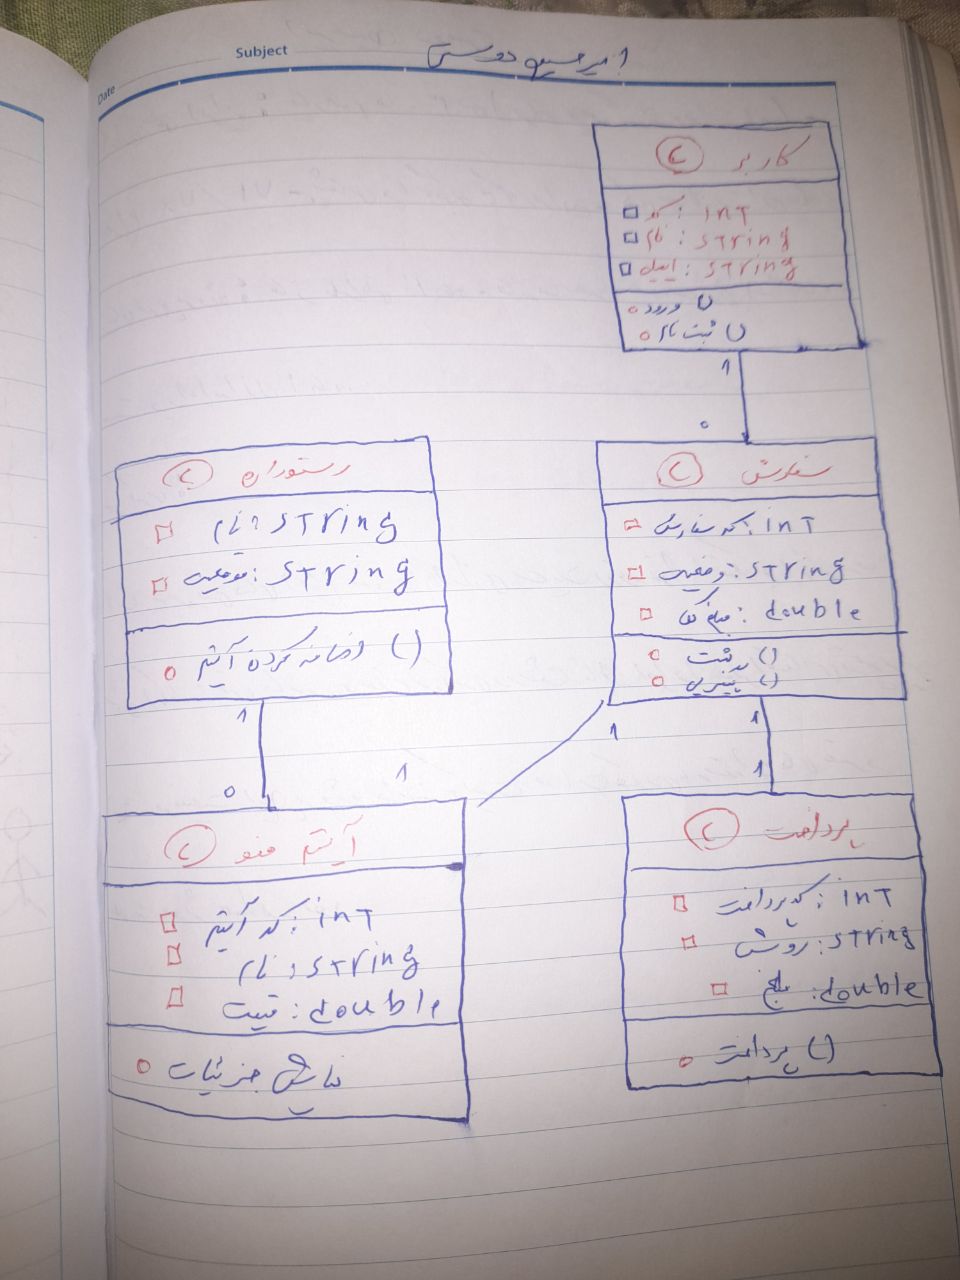 Subject
امیرحسین دوستی
Date
کاربر C
کد : int
نام : string
ایمیل : string
ورود ()
ثبت نام ()
1
0
سفارش C
کد سفارش : int
وضعیت : string
مبلغ کل : double
ثبت ()
()
1
1
1
رستوران C
نام : string
موقعیت : string
اضافه کردن آیتم ()
1
0
1
آیتم منو C
کد آیتم : int
نام : string
قیمت : double
نمایش جزئیات
پرداخت C
کد پرداخت : int
روش : string
مبلغ : double
پرداخت ()